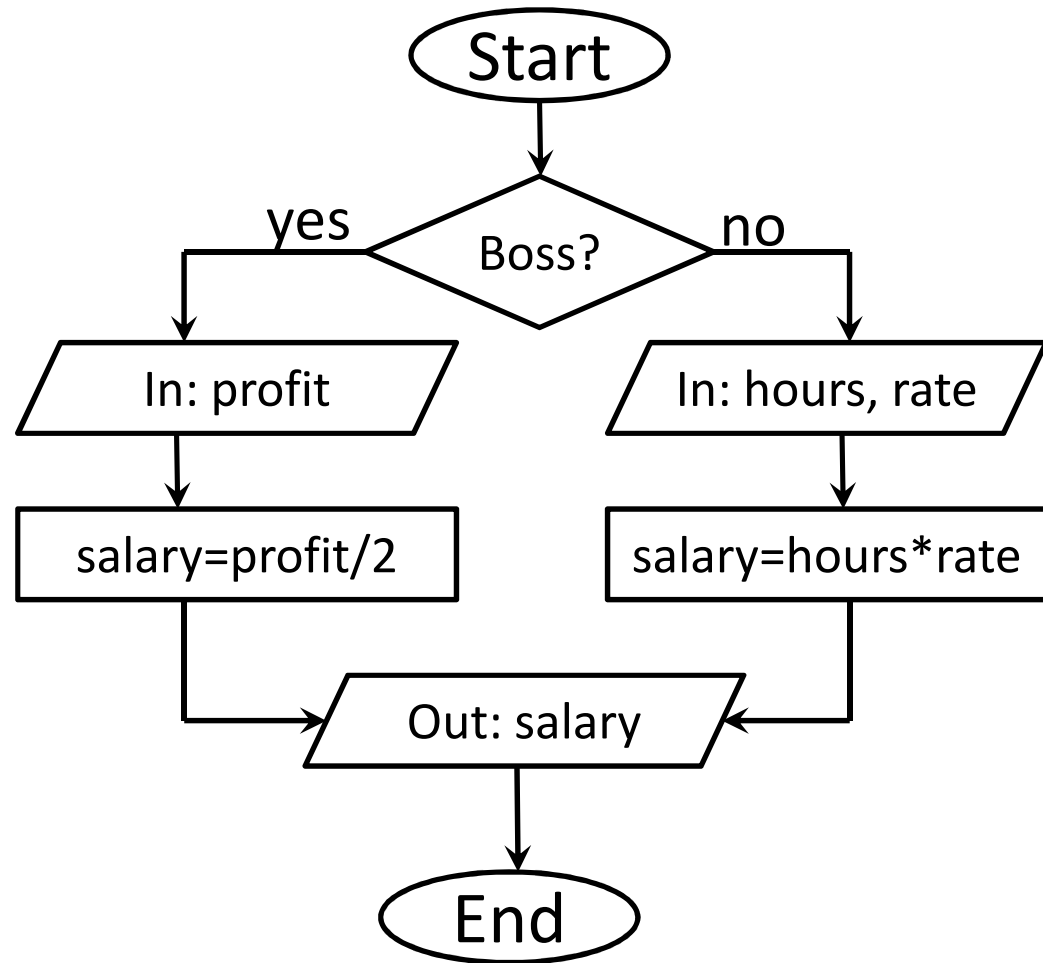 Start
yes
no
Boss?
In: profit
In: hours, rate
salary=profit/2
salary=hours*rate
Out: salary
End